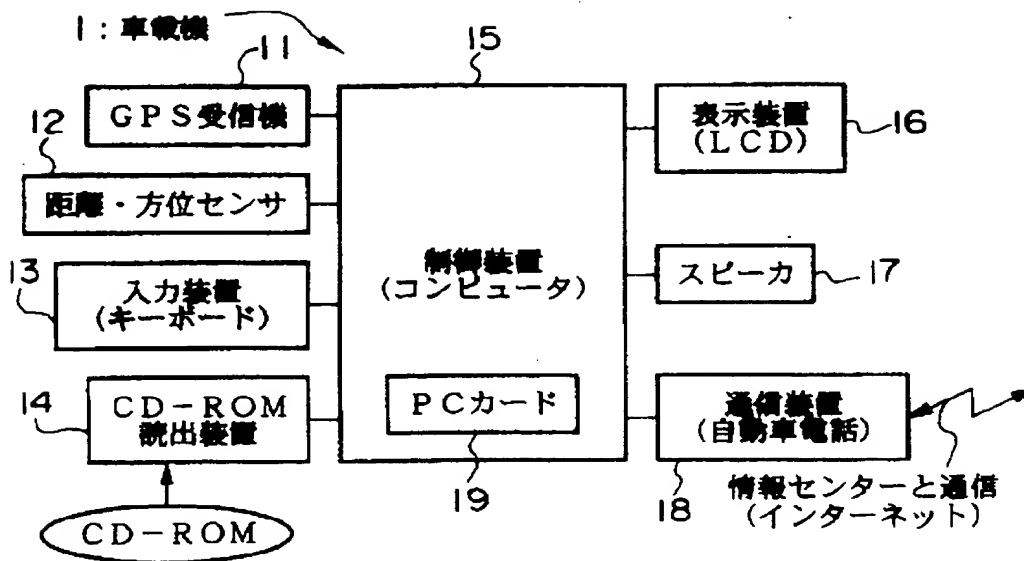 1：車載機
11
GPS受信機
12
距離・方位センサ
13
入力装置
(キーボード)
14
CD－ROM
読出装置
CD－ROM
15
制御装置
(コンピュータ)
PCカード
19
表示装置
(LCD)
16
スピーカ
17
通信装置
(自動車電話)
18
情報センターと通信
(インターネット)